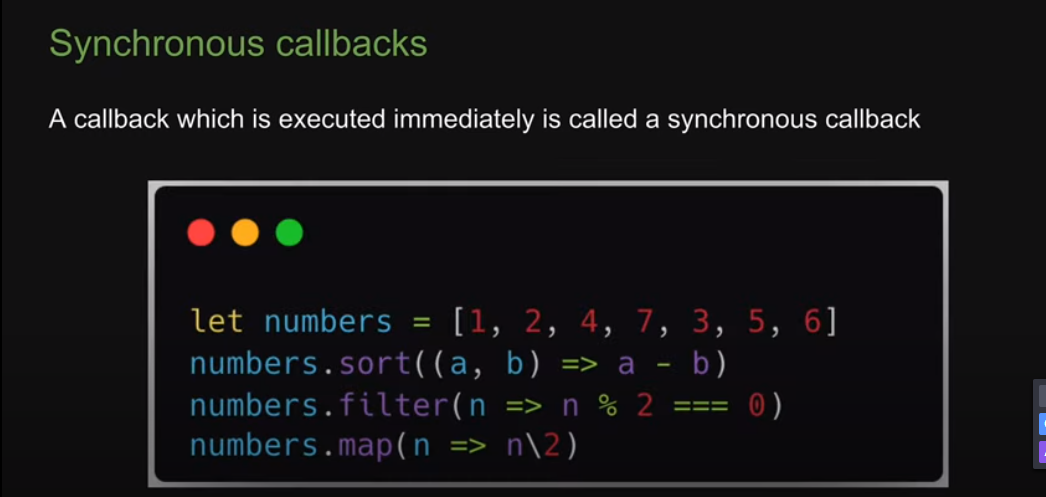 Synchronous callbacks
A callback which is executed immediately is called a synchronous callback
let numbers = [1, 2, 4, 7, 3, 5, 6]
numbers.sort((a, b) => a - b)
numbers.filter(n => n % 2 === 0)
numbers.map(n => n\2)